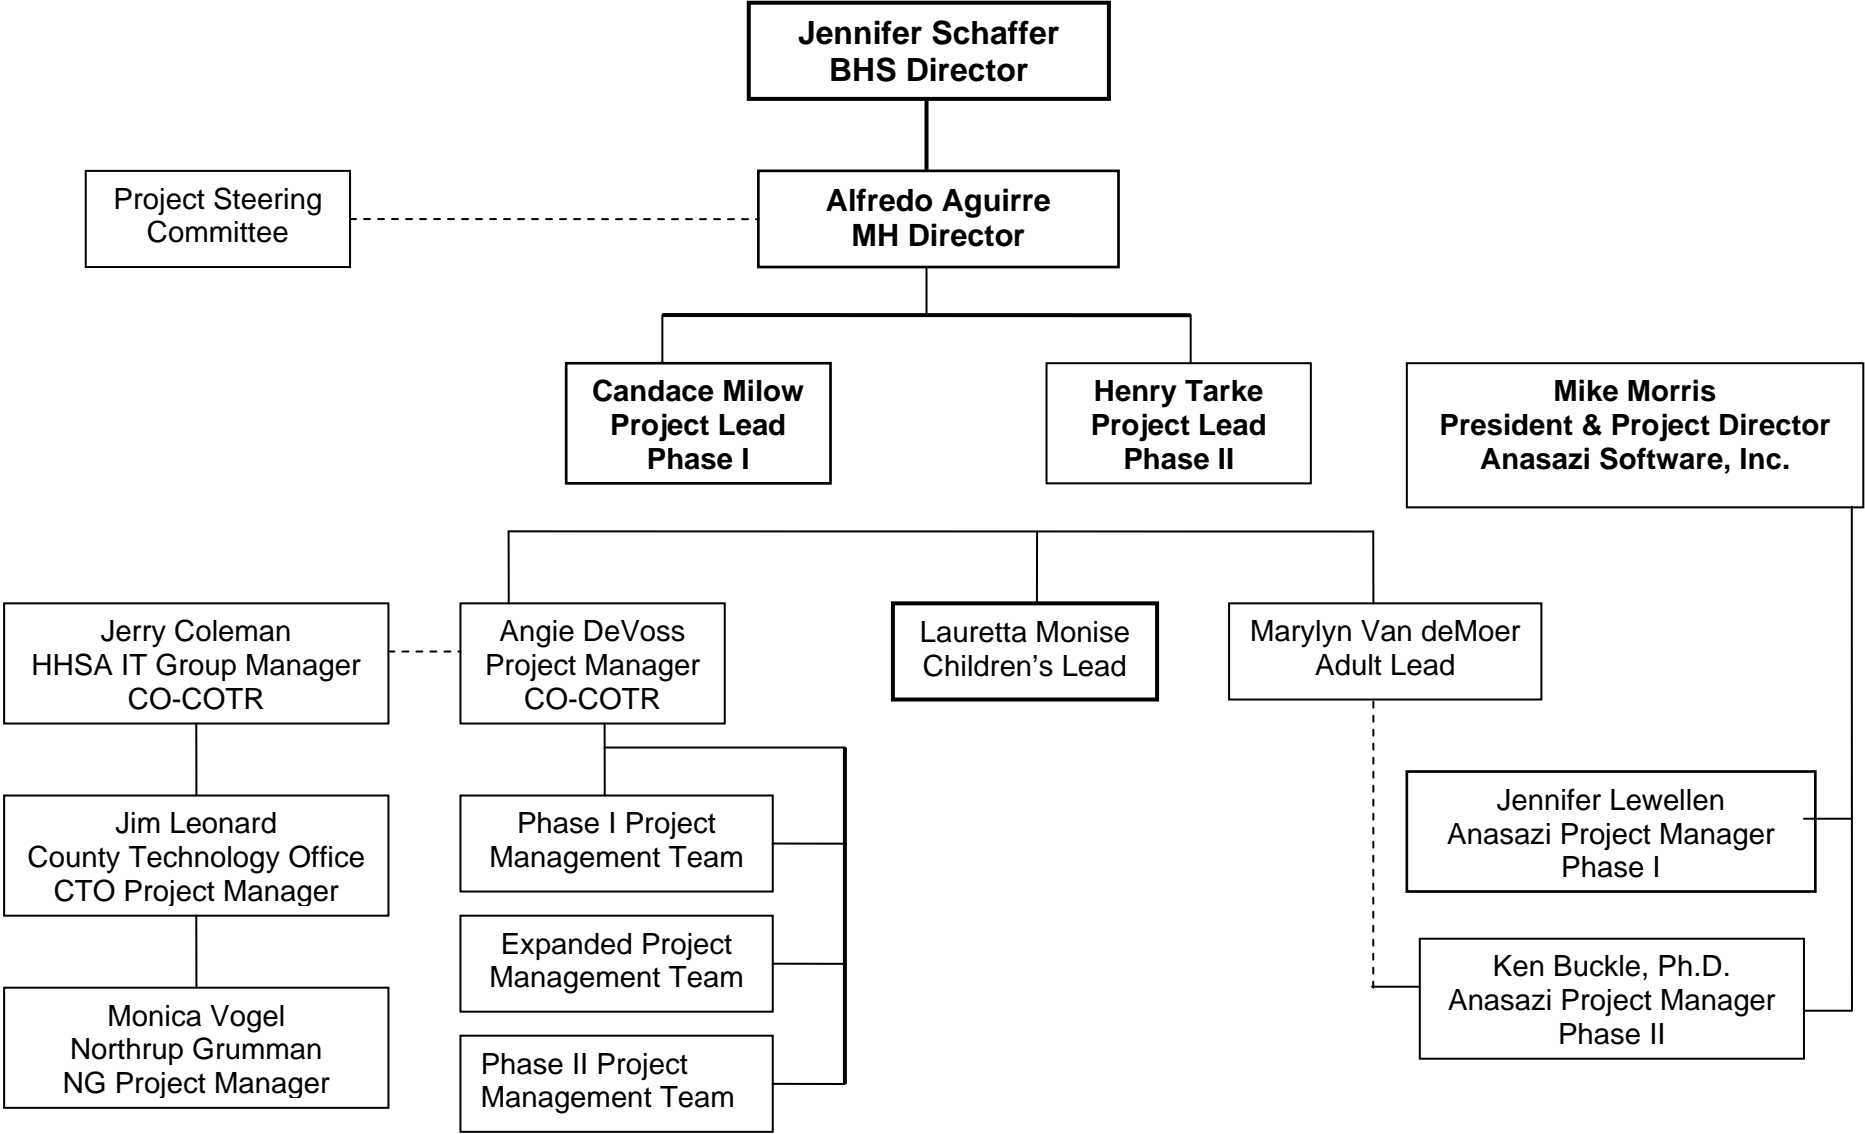 Jennifer Schaffer
BHS Director
Project Steering
Committee
Alfredo Aguirre
MH Director
Candace Milow
Project Lead
Phase I
Henry Tarke
Project Lead
Phase II
Mike Morris
President & Project Director
Anasazi Software, Inc.
Jerry Coleman
HHSA IT Group Manager
CO-COTR
Angie DeVoss
Project Manager
CO-COTR
Lauretta Monise
Children’s Lead
Marylyn Van deMoer
Adult Lead
Jim Leonard
County Technology Office
CTO Project Manager
Phase I Project
Management Team
Jennifer Lewellen
Anasazi Project Manager
Phase I
Expanded Project
Management Team
Ken Buckle, Ph.D.
Anasazi Project Manager
Phase II
Monica Vogel
Northrup Grumman
NG Project Manager
Phase II Project
Management Team